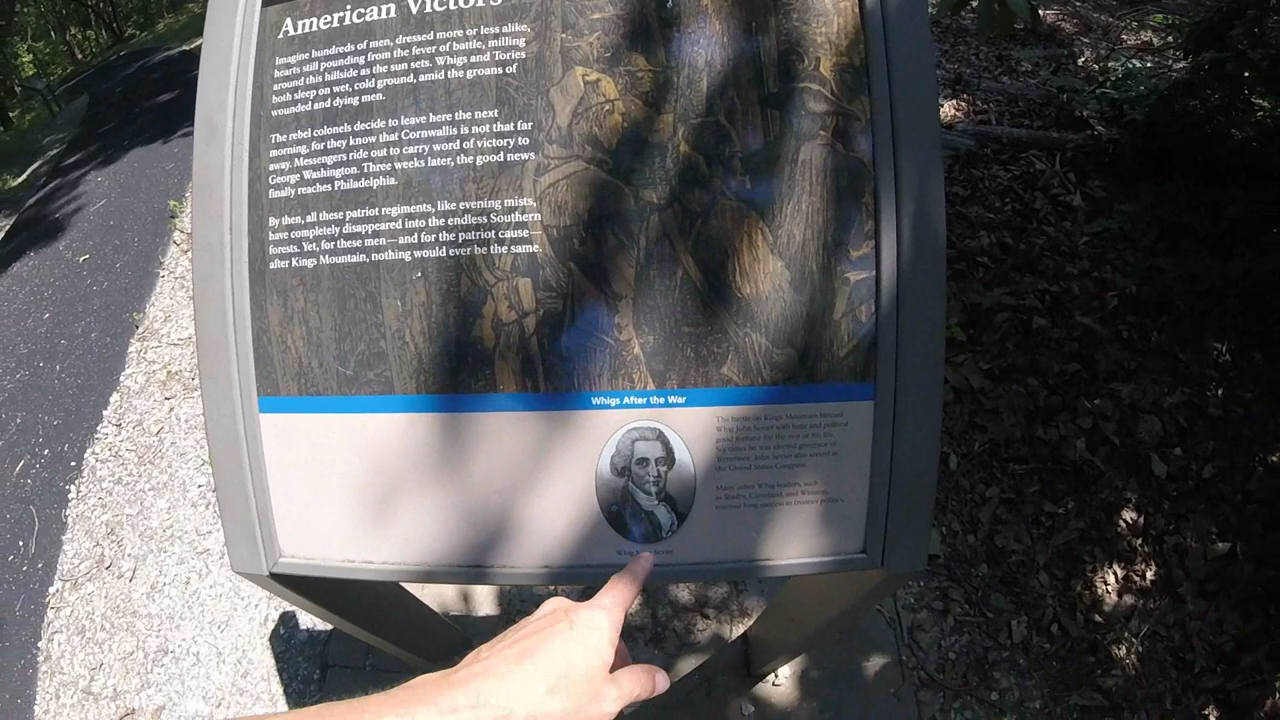 American Victors
Imagine hundreds of men, dressed more or less alike,
hearts still pounding from the fever of battle, milling
around this hillside as the sun sets. Whigs and Tories
both sleep on wet, cold ground, amid the groans of
wounded and dying men.
The rebel colonels decide to leave here the next
morning, for they know that Cornwallis is not that far
away. Messengers ride out to carry word of victory to
George Washington. Three weeks later, the good news
finally reaches Philadelphia.
By then, all these patriot regiments, like evening mists,
have completely disappeared into the endless Southern
forests. Yet, for these men—and for the patriot cause—
after Kings Mountain, nothing would ever be the same.
Whigs After the War
The battle on Kings Mountain blessed
Whig John Sevier with fame and political
good fortune for the rest of his life.
Six times he was elected governor of
Tennessee. John Sevier also served in
the United States Congress.
Many other Whig leaders, such
as Shelby, Cleveland, and Winston,
enjoyed long success in frontier politics.
Whig John Sevier